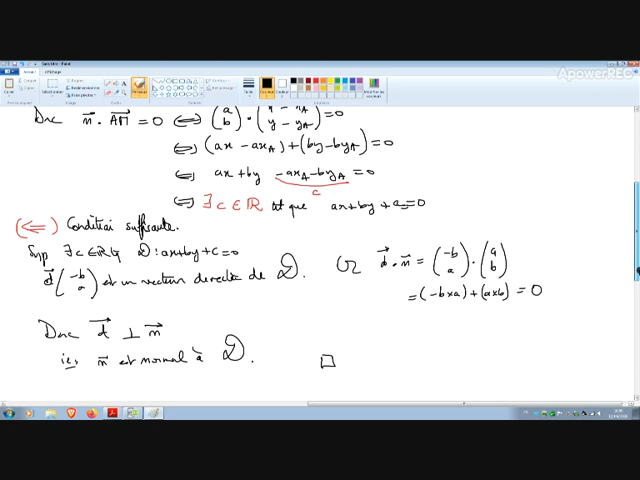 ApowerREC
Donc n⃗ . AM⃗ = 0 ⟺ (a b) . (x - xA y - yA) = 0
⟺ (ax - axA) + (by - byA) = 0
⟺ ax + by - axA - byA = 0
c
⟺ ∃ c ∈ ℝ tel que ax + by + c = 0
(⟸) Condition suffisante.
Sup ∃ c ∈ ℝ D : ax + by + c = 0
d⃗ (-b a) est un vecteur directeur de D.
Or d⃗ . n⃗ = (-b a) . (a b)
= (-b×a) + (a×b) = 0
Donc d⃗ ⊥ n⃗
ie, n⃗ est normal à D. □